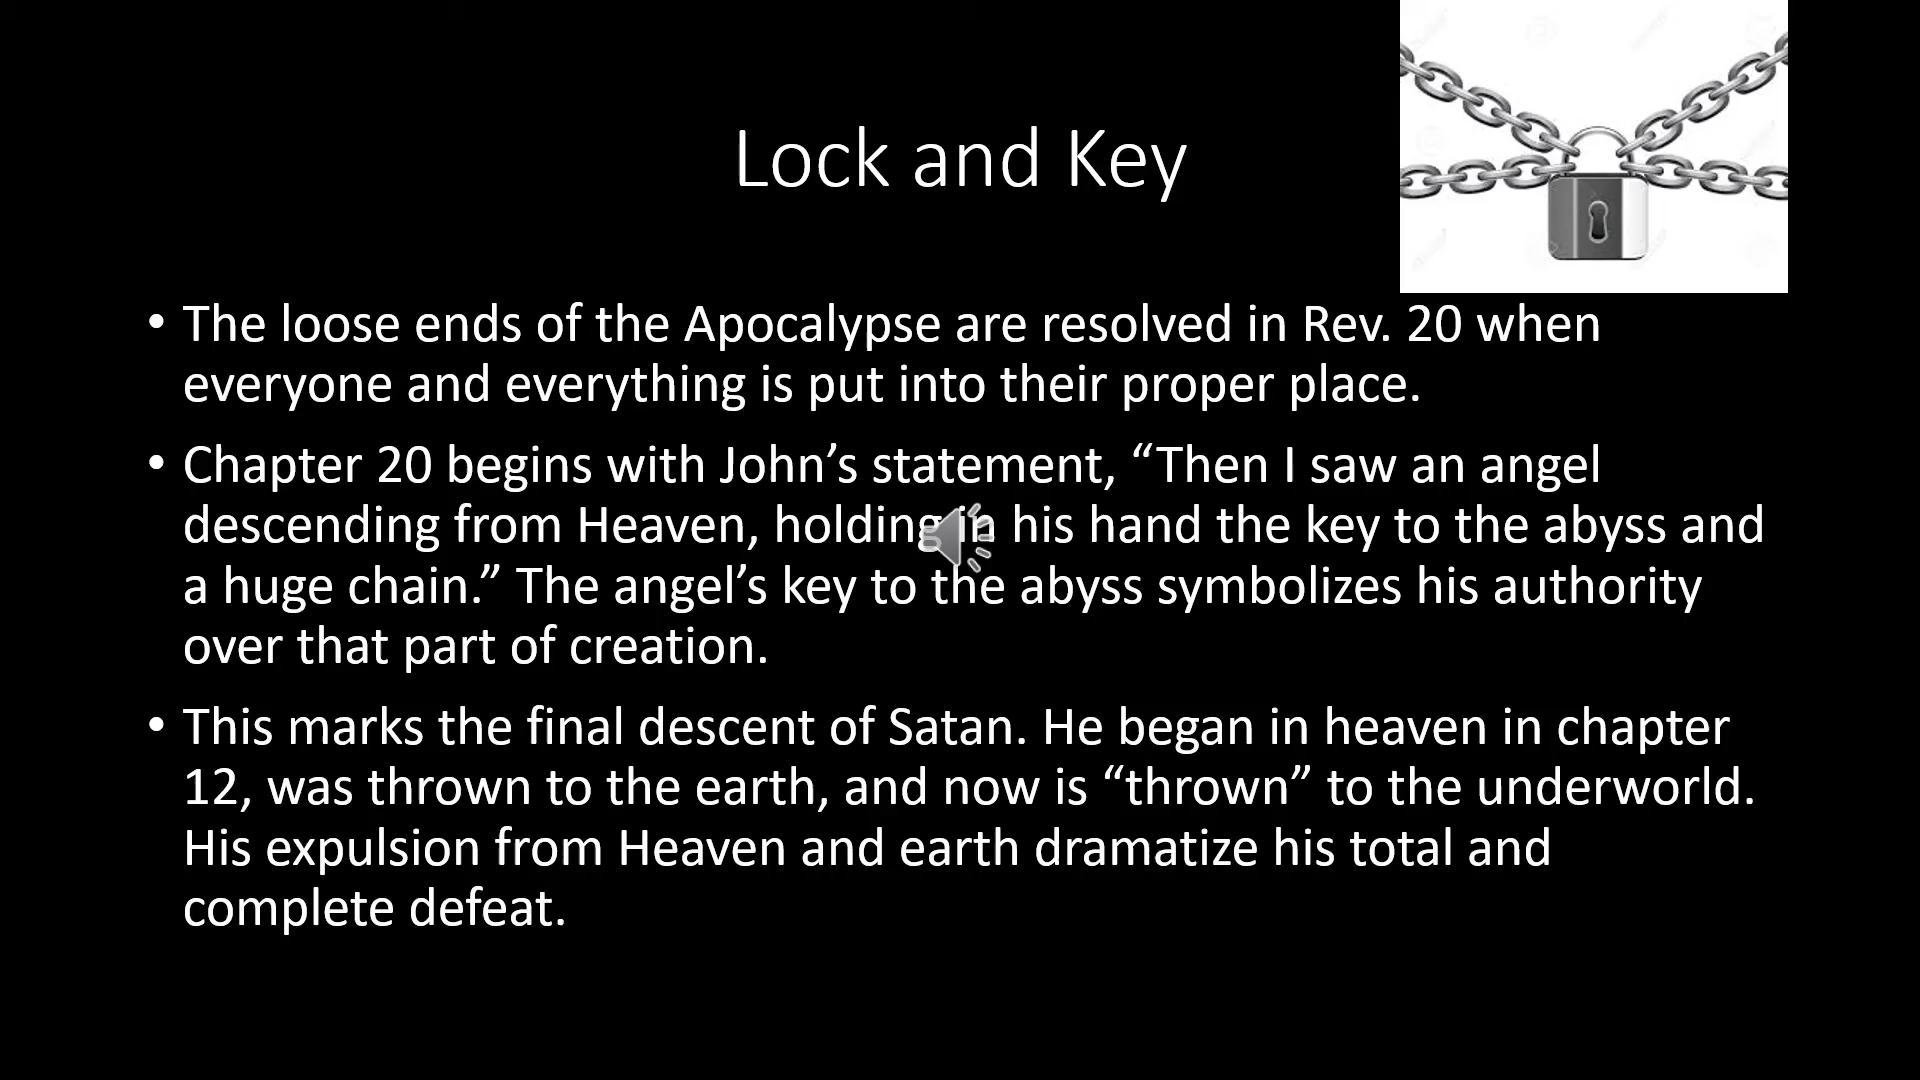 Lock and Key
• The loose ends of the Apocalypse are resolved in Rev. 20 when
everyone and everything is put into their proper place.
• Chapter 20 begins with John’s statement, “Then I saw an angel
descending from Heaven, holding in his hand the key to the abyss and
a huge chain.” The angel’s key to the abyss symbolizes his authority
over that part of creation.
• This marks the final descent of Satan. He began in heaven in chapter
12, was thrown to the earth, and now is “thrown” to the underworld.
His expulsion from Heaven and earth dramatize his total and
complete defeat.